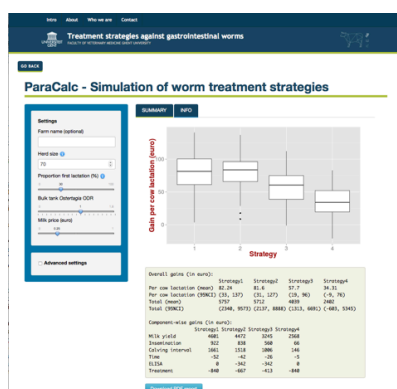 Intro About Who we are Contact
Treatment strategies against gastrointestinal worms
FACULTY OF VETERINARY MEDICINE GHENT UNIVERSITY
UNIVERSITEIT
GENT
GO BACK
ParaCalc - Simulation of worm treatment strategies
SUMMARY INFO
Settings
Farm name (optional)
Herd size
70
Proportion first lactation (%)
Bulk tank Ostertagia ODR
Milk price (euro)
Advanced settings
Gain per cow lactation (euro)
100
50
0
1 2 3 4
Strategy
Overall gains (in euro):
Strategy1 Strategy2 Strategy3 Strategy4
Per cow lactation (mean) 82.24 81.6 57.7 34.31
Per cow lactation (95%CI) (33, 137) (31, 127) (19, 96) (-9, 76)
Total (mean) 5757 5712 4039 2402
Total (95%CI) (2340, 9573) (2137, 8888) (1313, 6691) (-603, 5345)
Component-wise gains (in euro):
Strategy1 Strategy2 Strategy3 Strategy4
Milk yield 4601 4472 3245 2568
Insemination 922 838 560 66
Calving interval 1661 1318 1006 146
Time -52 -42 -26 -5
ELISA 0 -342 -342 0
Treatment -840 -667 -413 -840